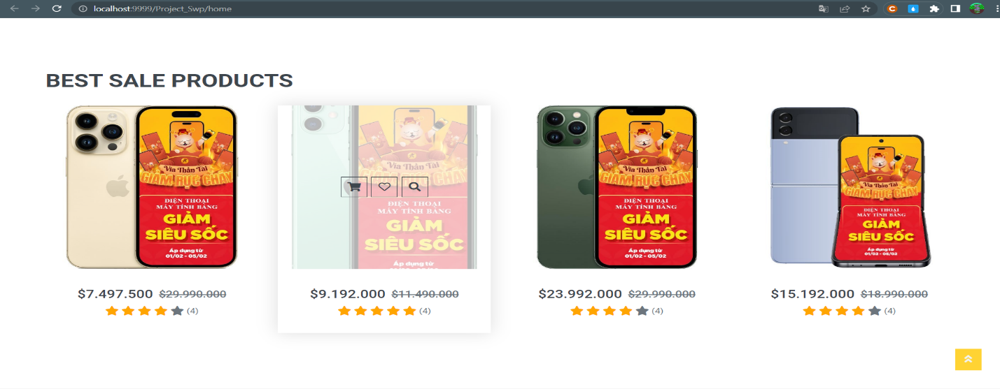 localhost:9999/Project_Swp/home
BEST SALE PRODUCTS
Vía Thần Tài
GIẢM RỰC CHÁY
ĐIỆN THOẠI
MÁY TÍNH BẢNG
GIẢM
SIÊU SỐC
Áp dụng từ
01/02 - 05/02
Vía Thần Tài
GIẢM RỰC CHÁY
ĐIỆN THOẠI
MÁY TÍNH BẢNG
GIẢM
SIÊU SỐC
Áp dụng từ
Vía Thần Tài
GIẢM RỰC CHÁY
ĐIỆN THOẠI
MÁY TÍNH BẢNG
GIẢM
SIÊU SỐC
Áp dụng từ
01/02 - 05/02
Vía Thần Tài
GIẢM RỰC CHÁY
ĐIỆN THOẠI
MÁY TÍNH BẢNG
GIẢM
SIÊU SỐC
Áp dụng từ
01/02 - 05/02
$7.497.500 $29.990.000
(4)
$9.192.000 $11.490.000
(4)
$23.992.000 $29.990.000
(4)
$15.192.000 $18.990.000
(4)